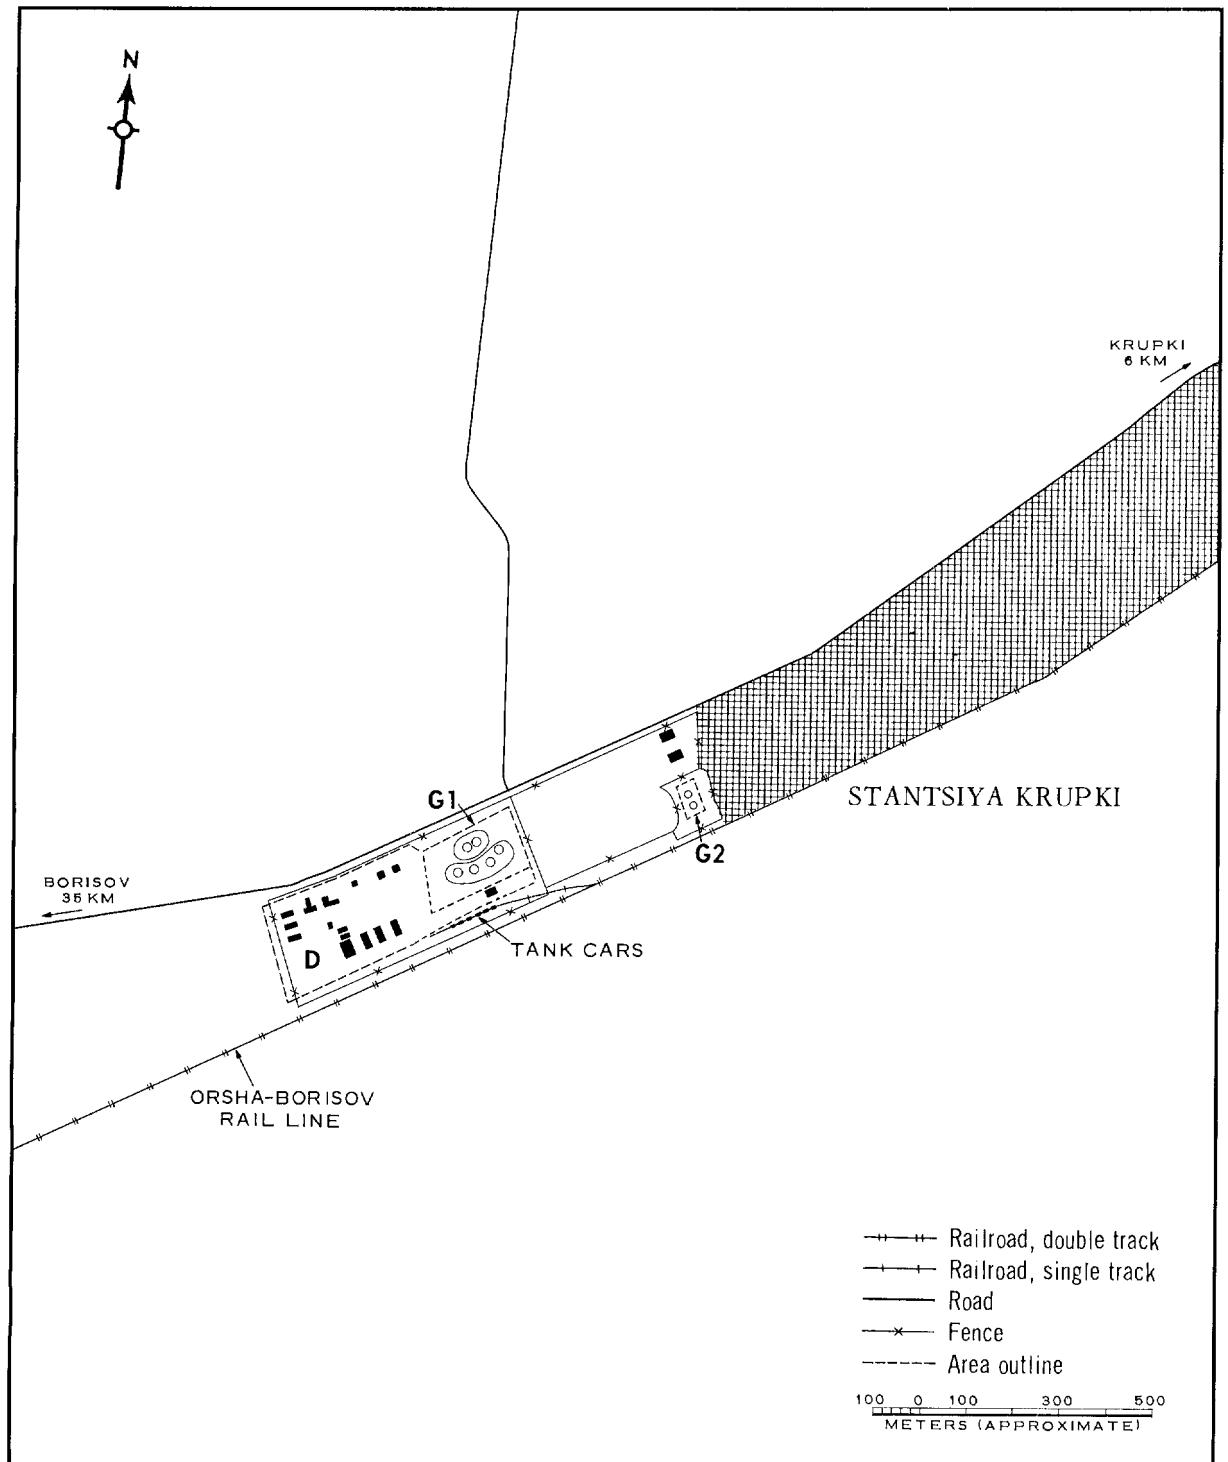 N
KRUPKI
6 KM
STANTSIYA KRUPKI
G1
G2
BORISOV
35 KM
D
TANK CARS
ORSHA-BORISOV
RAIL LINE
Railroad, double track
Railroad, single track
Road
Fence
Area outline
100 0 100 300 500
METERS (APPROXIMATE)